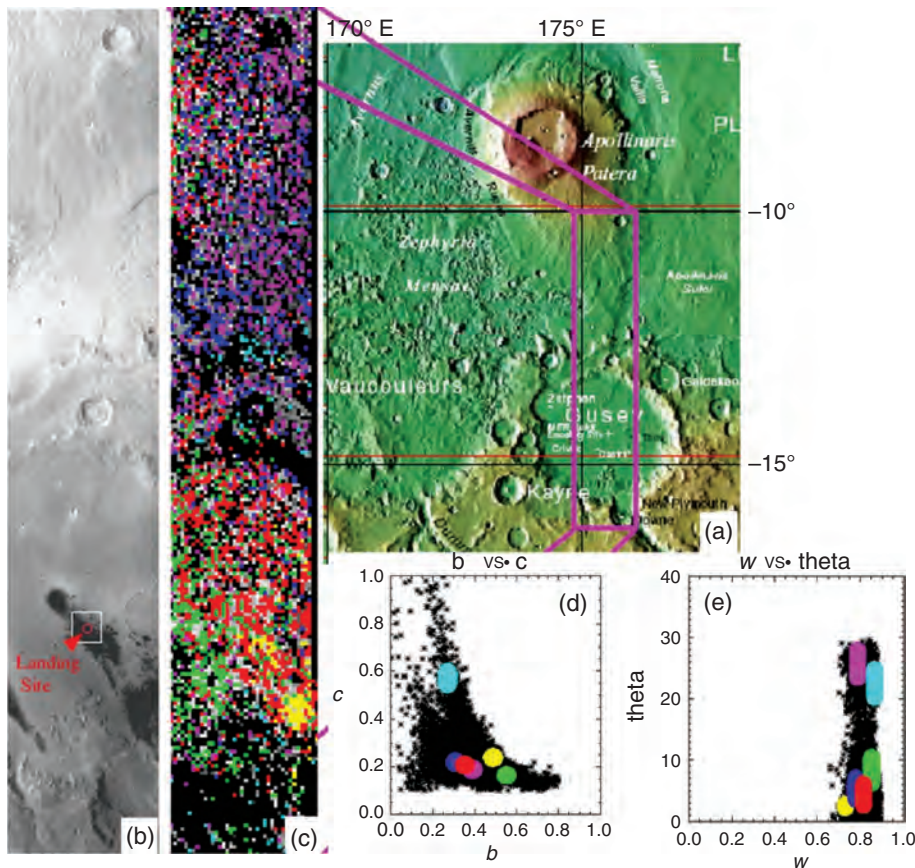 170° E
175° E
Apollinaris
Patera
–10°
Zephyria
Mensae
Vaucouleurs
Gusev
–15°
Kayne
New Plymouth
(a)
Landing
Site
(b)
(c)
b vs• c
1.0
0.8
0.6
0.4
0.2
0.0
c
(d)
0.0 0.2 0.4 0.6 0.8 1.0
b
w vs• theta
40
30
20
10
0
theta
(e)
0.0 0.2 0.4 0.6 0.8 1.0
w